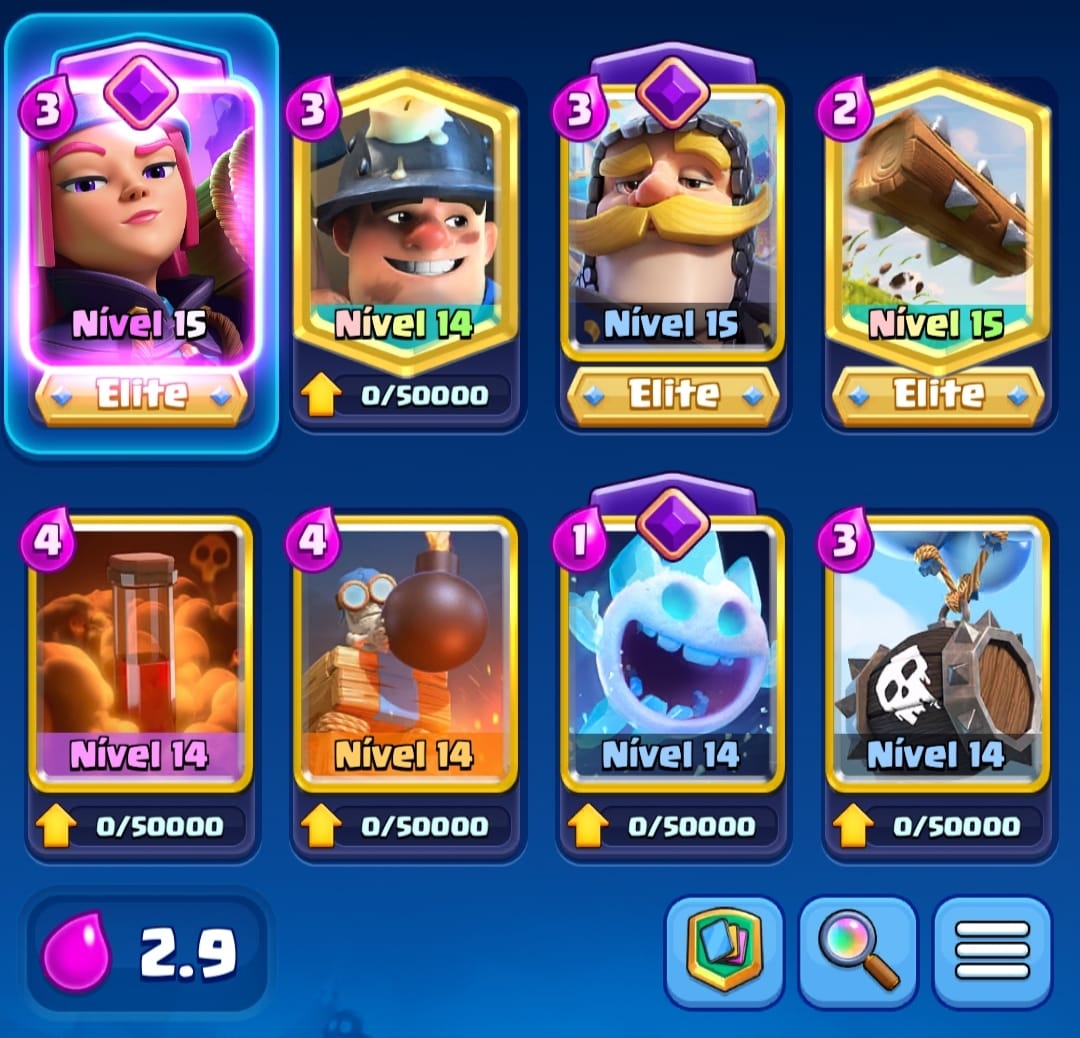 3 3 3 2
Nível 15 Nível 14 Nível 15 Nível 15
Elite 0/50000 Elite Elite
4 4 1 3
Nível 14 Nível 14 Nível 14 Nível 14
0/50000 0/50000 0/50000 0/50000
2.9